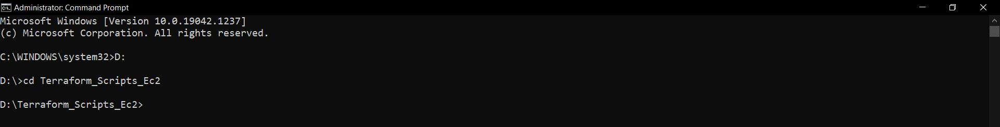 Administrator: Command Prompt
Microsoft Windows [Version 10.0.19042.1237]
(c) Microsoft Corporation. All rights reserved.
C:\WINDOWS\system32>D:
D:\>cd Terraform_Scripts_Ec2
D:\Terraform_Scripts_Ec2>